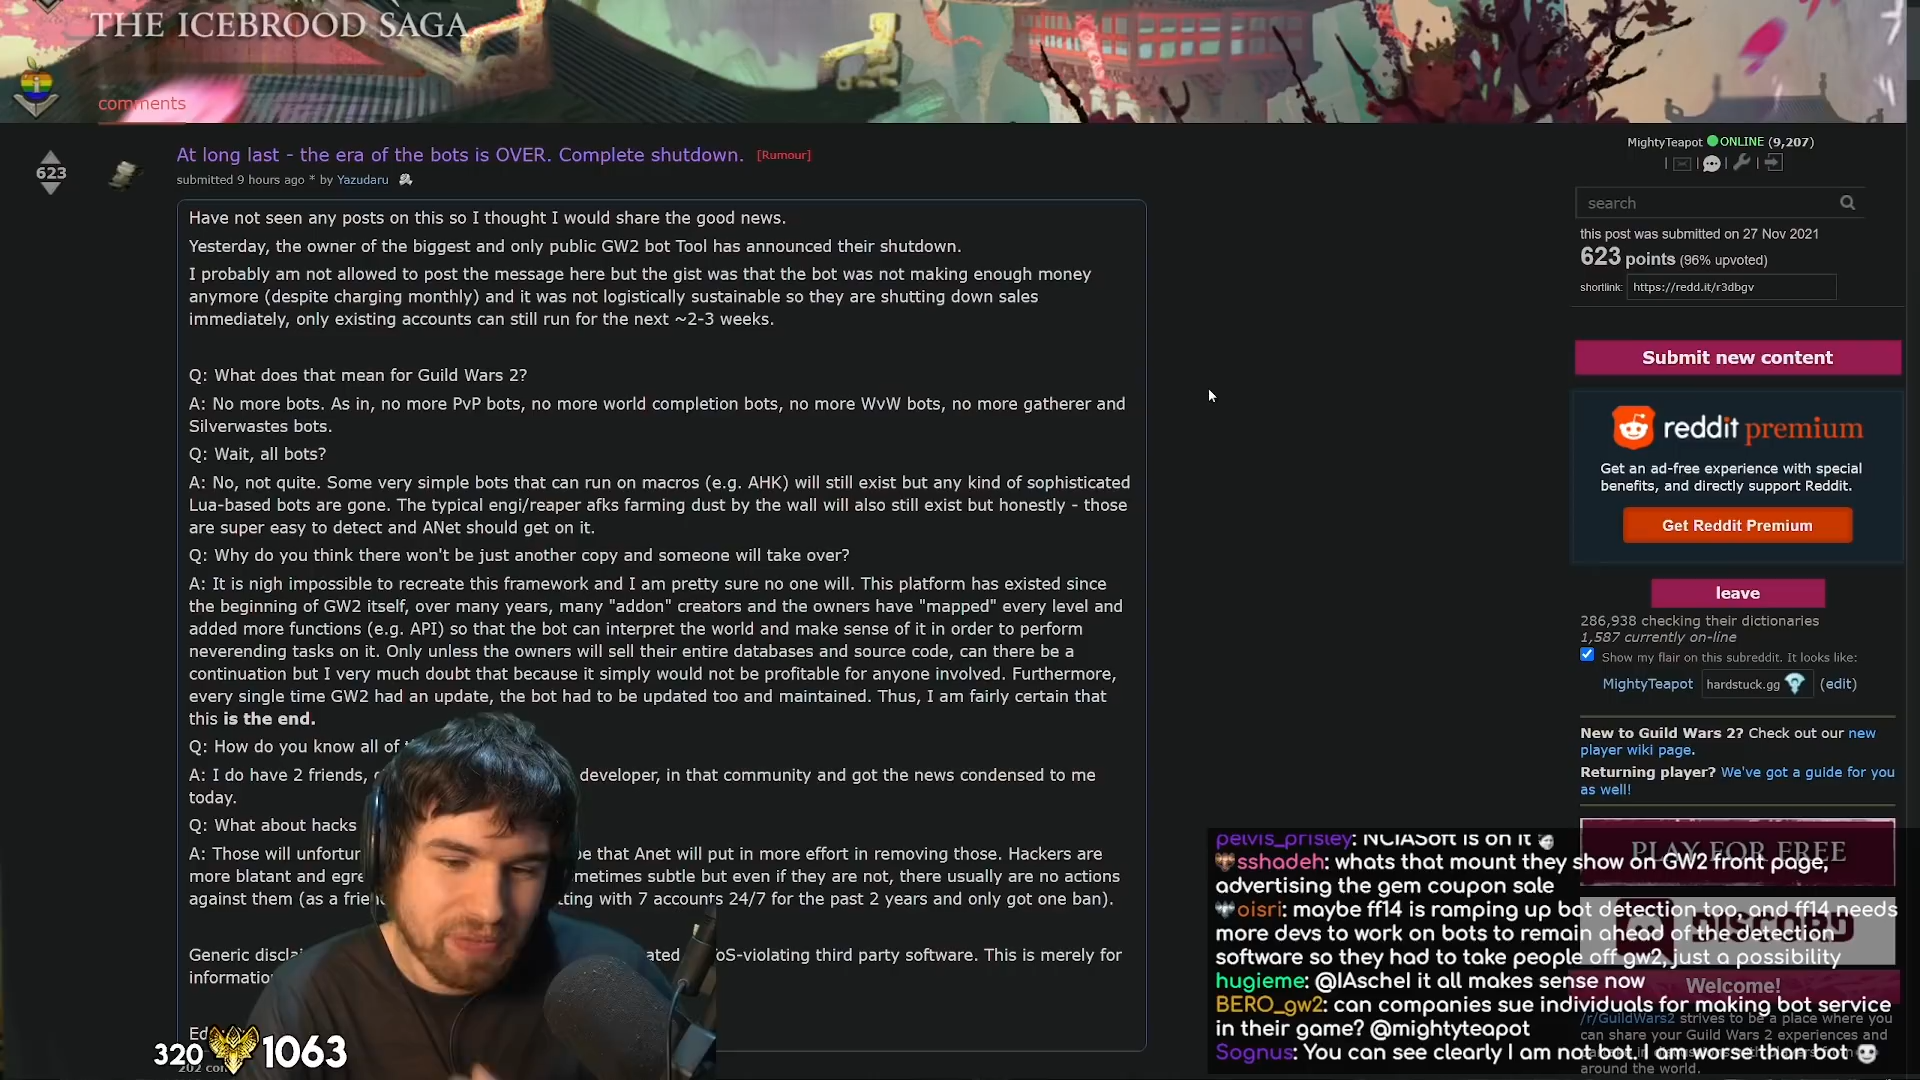 THE ICEBROOD SAGA
comments
623
At long last - the era of the bots is OVER. Complete shutdown. [Rumour]
submitted 9 hours ago * by Yazudaru
Have not seen any posts on this so I thought I would share the good news.
Yesterday, the owner of the biggest and only public GW2 bot Tool has announced their shutdown.
I probably am not allowed to post the message here but the gist was that the bot was not making enough money
anymore (despite charging monthly) and it was not logistically sustainable so they are shutting down sales
immediately, only existing accounts can still run for the next ~2-3 weeks.
Q: What does that mean for Guild Wars 2?
A: No more bots. As in, no more PvP bots, no more world completion bots, no more WvW bots, no more gatherer and
Silverwastes bots.
Q: Wait, all bots?
A: No, not quite. Some very simple bots that can run on macros (e.g. AHK) will still exist but any kind of sophisticated
Lua-based bots are gone. The typical engi/reaper afks farming dust by the wall will also still exist but honestly - those
are super easy to detect and ANet should get on it.
Q: Why do you think there won't be just another copy and someone will take over?
A: It is nigh impossible to recreate this framework and I am pretty sure no one will. This platform has existed since
the beginning of GW2 itself, over many years, many "addon" creators and the owners have "mapped" every level and
added more functions (e.g. API) so that the bot can interpret the world and make sense of it in order to perform
neverending tasks on it. Only unless the owners will sell their entire databases and source code, can there be a
continuation but I very much doubt that because it simply would not be profitable for anyone involved. Furthermore,
every single time GW2 had an update, the bot had to be updated too and maintained. Thus, I am fairly certain that
this is the end.
Q: How do you know all of
A: I do have 2 friends, developer, in that community and got the news condensed to me
today.
Q: What about hacks
A: Those will that Anet will put in more effort in removing those. Hackers are
more blatant and subtle but even if they are not, there usually are no actions
against them (as a with 7 accounts 24/7 for the past 2 years and only got one ban).
Generic third party software. This is merely for
320 1063
MightyTeapot ONLINE (9,207)
search
this post was submitted on 27 Nov 2021
623 points (96% upvoted)
shortlink: https://redd.it/r3dbgv
Submit new content
reddit premium
Get an ad-free experience with special
benefits, and directly support Reddit.
Get Reddit Premium
leave
286,938 checking their dictionaries
1,587 currently on-line
Show my flair on this subreddit. It looks like:
MightyTeapot hardstuck.gg (edit)
New to Guild Wars 2? Check out our new
player wiki page.
Returning player? We've got a guide for you
as well!
PLAY FOR FREE
DISCORD
Welcome!
/r/GuildWars2 strives to be a place where you
can share your Guild Wars 2 experiences and
around the world.
pelvis_prisley: NCIASoft is on it
sshadeh: whats that mount they show on GW2 front page,
advertising the gem coupon sale
oisri: maybe ff14 is ramping up bot detection too, and ff14 needs
more devs to work on bots to remain ahead of the detection
software so they had to take people off gw2, just a possibility
hugieme: @IAschel it all makes sense now
BERO_gw2: can companies sue individuals for making bot service
in their game? @mightyteapot
Sognus: You can see clearly I am not bot. I am worse than bot